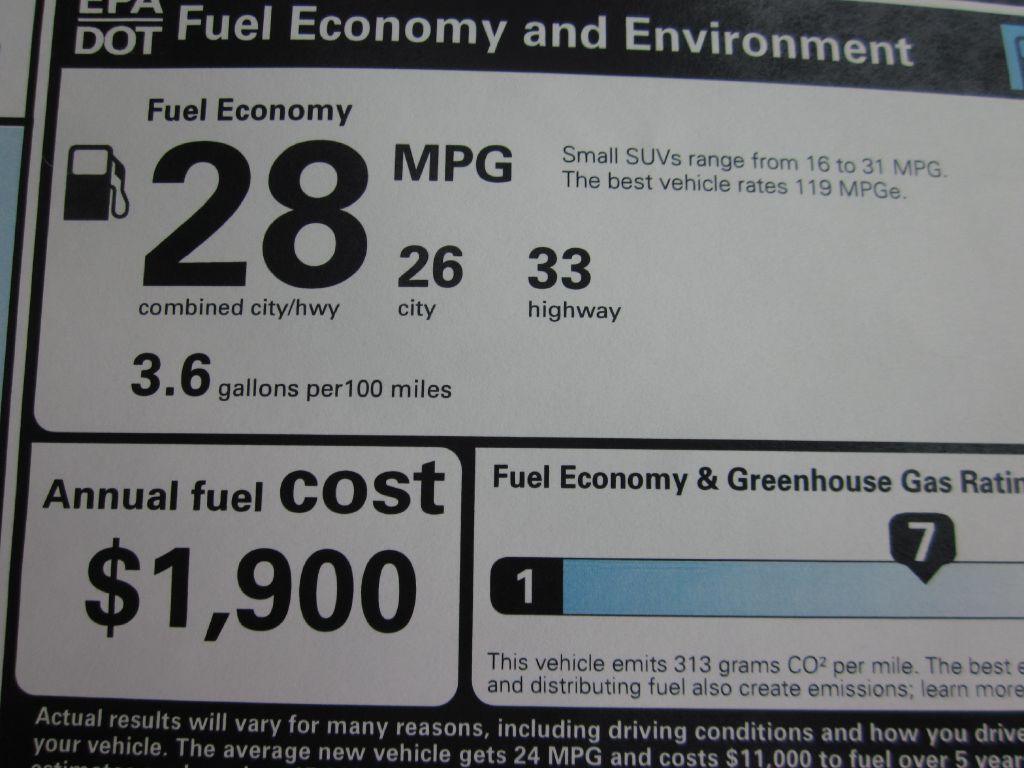 EPA
DOT
Fuel Economy and Environment
Fuel Economy
28 MPG
combined city/hwy
26
city
33
highway
Small SUVs range from 16 to 31 MPG.
The best vehicle rates 119 MPGe.
3.6 gallons per100 miles
Annual fuel cost
$1,900
Fuel Economy & Greenhouse Gas
7
1
This vehicle emits 313 grams CO² per mile. The best
and distributing fuel also create emissions; learn more
Actual results will vary for many reasons, including driving conditions and how you drive
your vehicle. The average new vehicle gets 24 MPG and costs $11,000 to fuel over 5